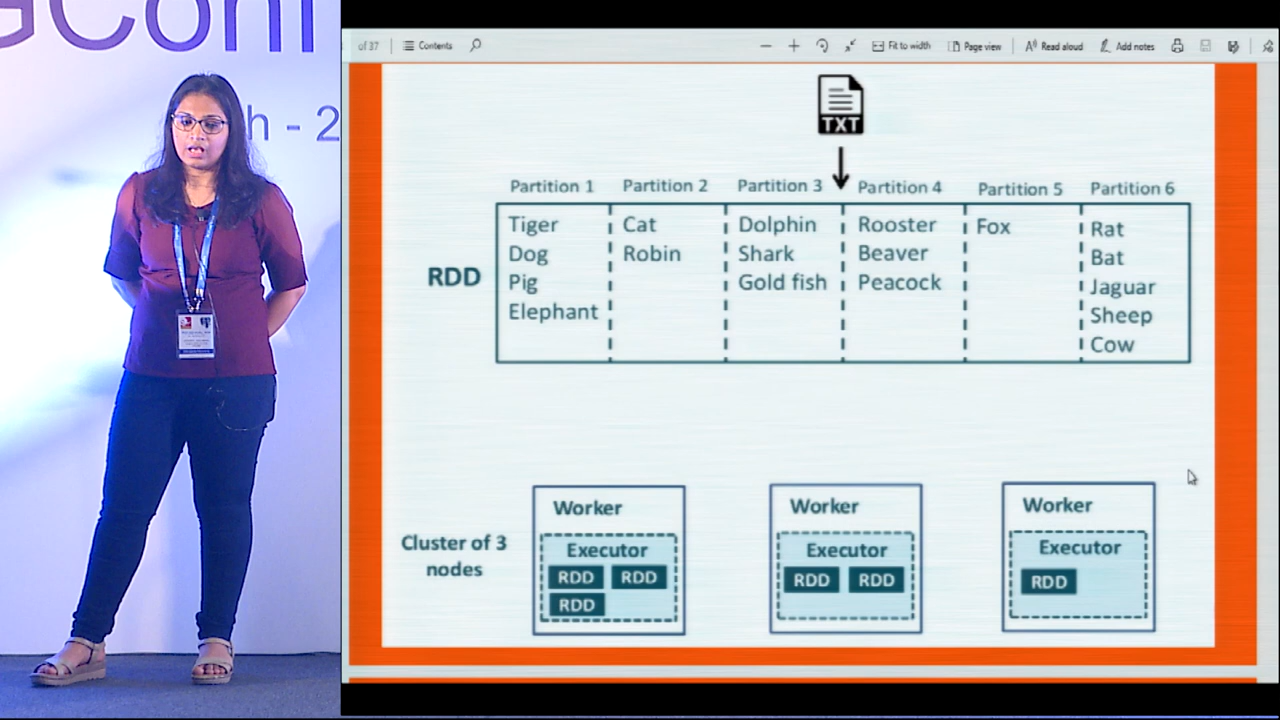 GConf
h - 2
of 37
Contents
Fit to width
Page view
Read aloud
Add notes
TXT
Partition 1
Partition 2
Partition 3
Partition 4
Partition 5
Partition 6
RDD
Tiger
Dog
Pig
Elephant
Cat
Robin
Dolphin
Shark
Gold fish
Rooster
Beaver
Peacock
Fox
Rat
Bat
Jaguar
Sheep
Cow
Cluster of 3
nodes
Worker
Executor
RDD RDD
RDD
Worker
Executor
RDD RDD
Worker
Executor
RDD